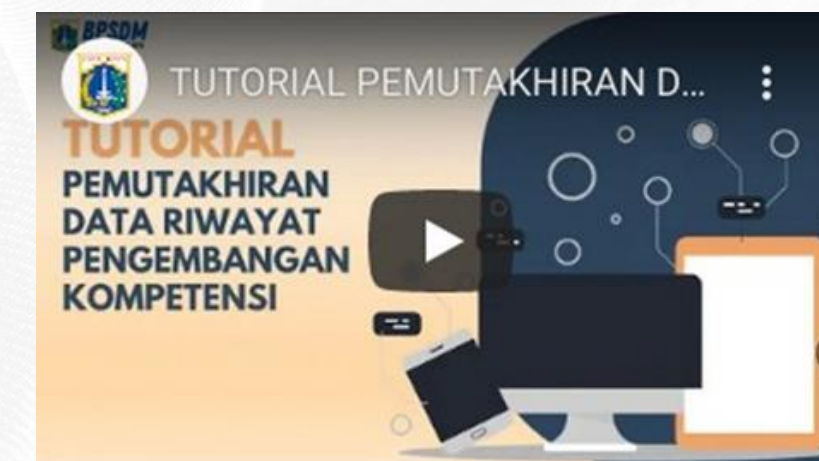 BPSDM
TUTORIAL PEMUTAKHIRAN D...
TUTORIAL
PEMUTAKHIRAN
DATA RIWAYAT
PENGEMBANGAN
KOMPETENSI